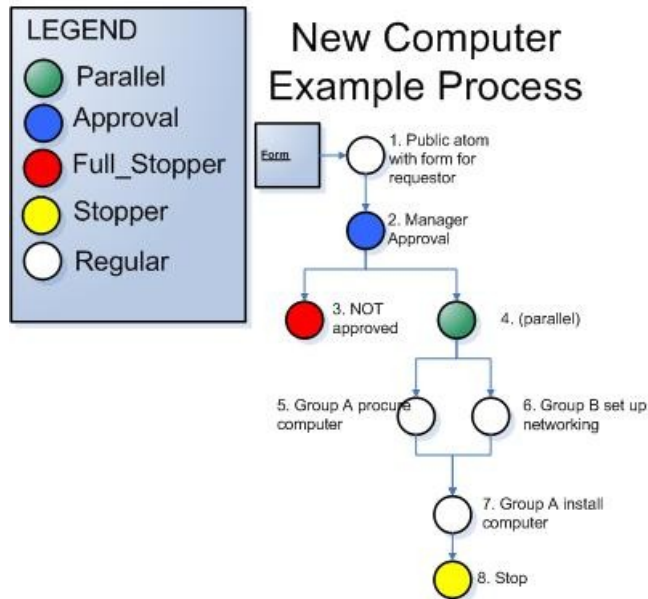 LEGEND
Parallel
Approval
Full_Stopper
Stopper
Regular
New Computer
Example Process
Form
1. Public atom
with form for
requestor
2. Manager
Approval
3. NOT
approved
4. (parallel)
5. Group A procure
computer
6. Group B set up
networking
7. Group A install
computer
8. Stop